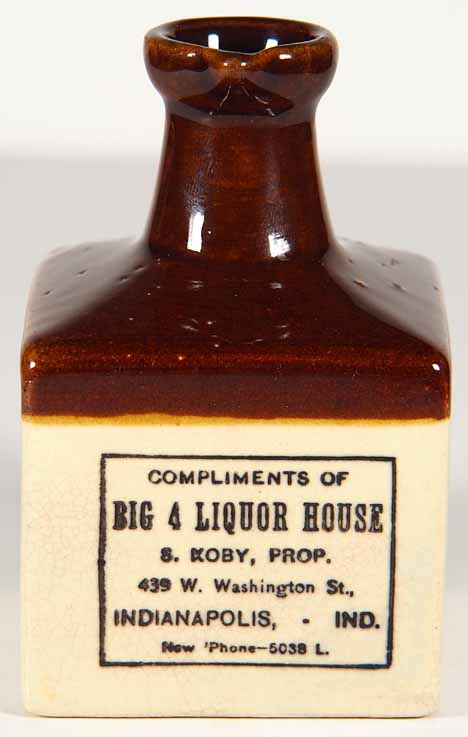 COMPLIMENTS OF
BIG 4 LIQUOR HOUSE
S. KOBY, PROP.
439 W. Washington St.,
INDIANAPOLIS, - IND.
New 'Phone—5038 L.